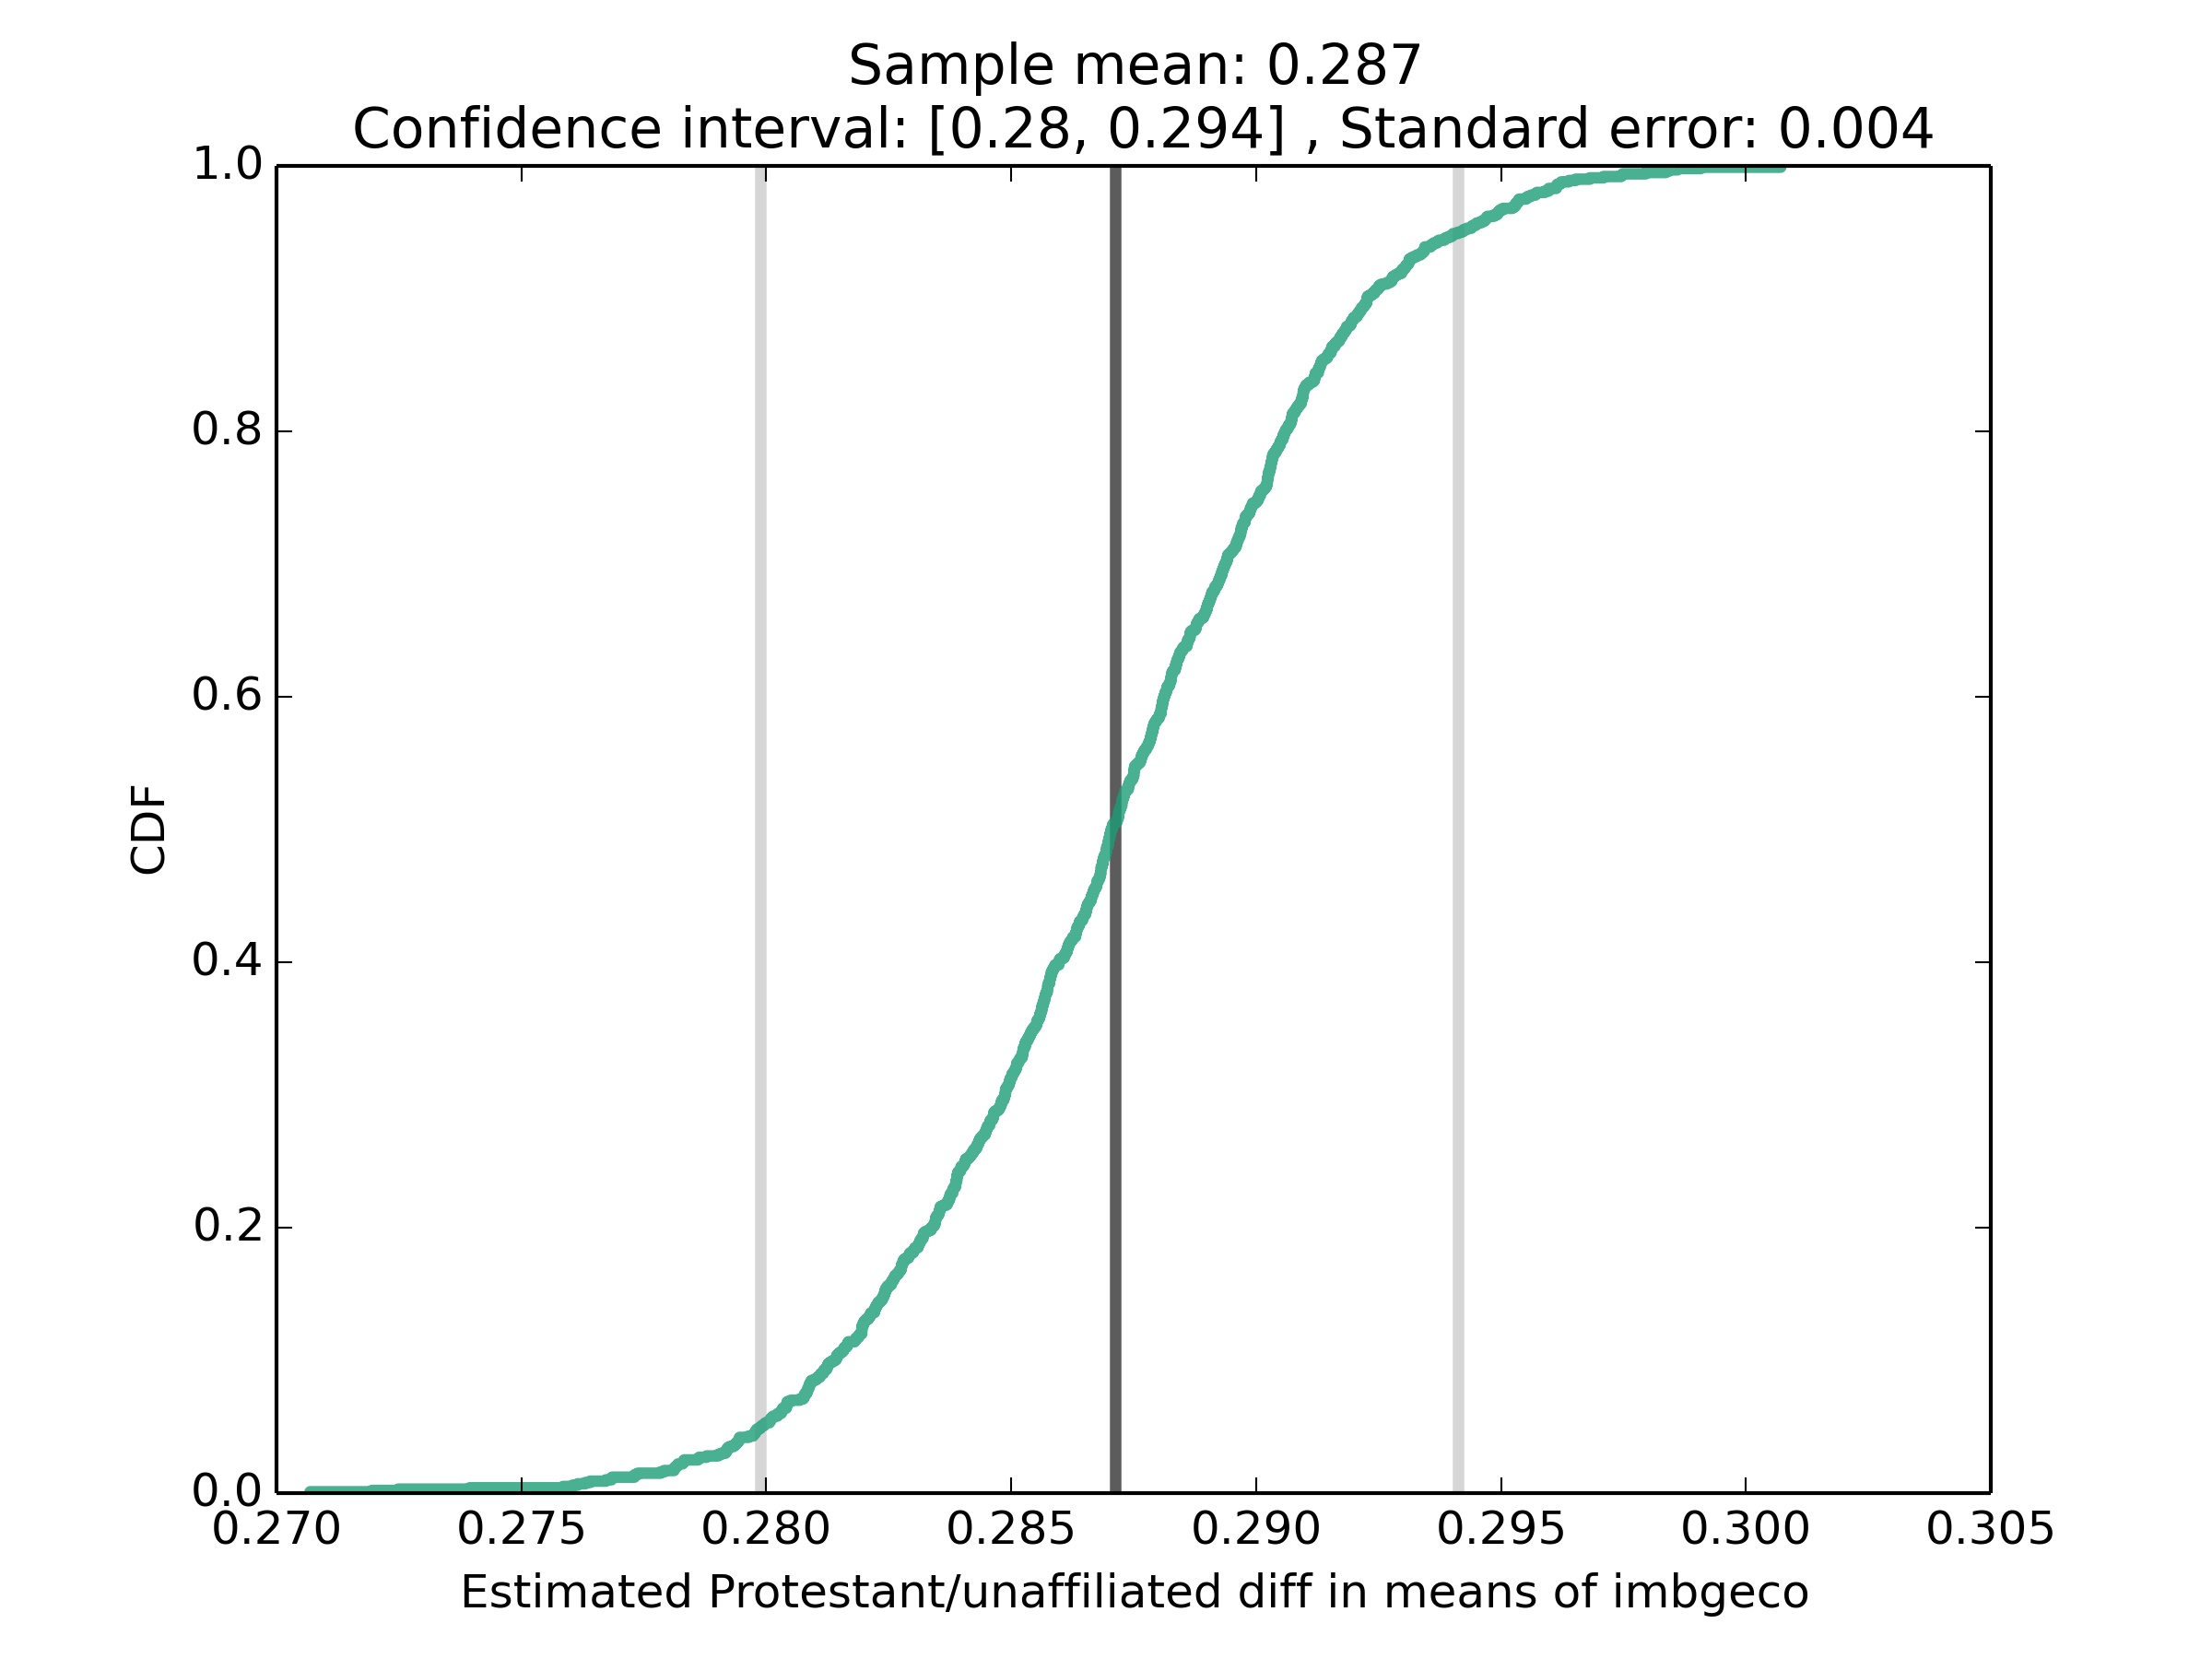 Sample mean: 0.287
Confidence interval: [0.28, 0.294] , Standard error: 0.004
1.0
0.8
0.6
0.4
0.2
0.0
CDF
0.270 0.275 0.280 0.285 0.290 0.295 0.300 0.305
Estimated Protestant/unaffiliated diff in means of imbgeco